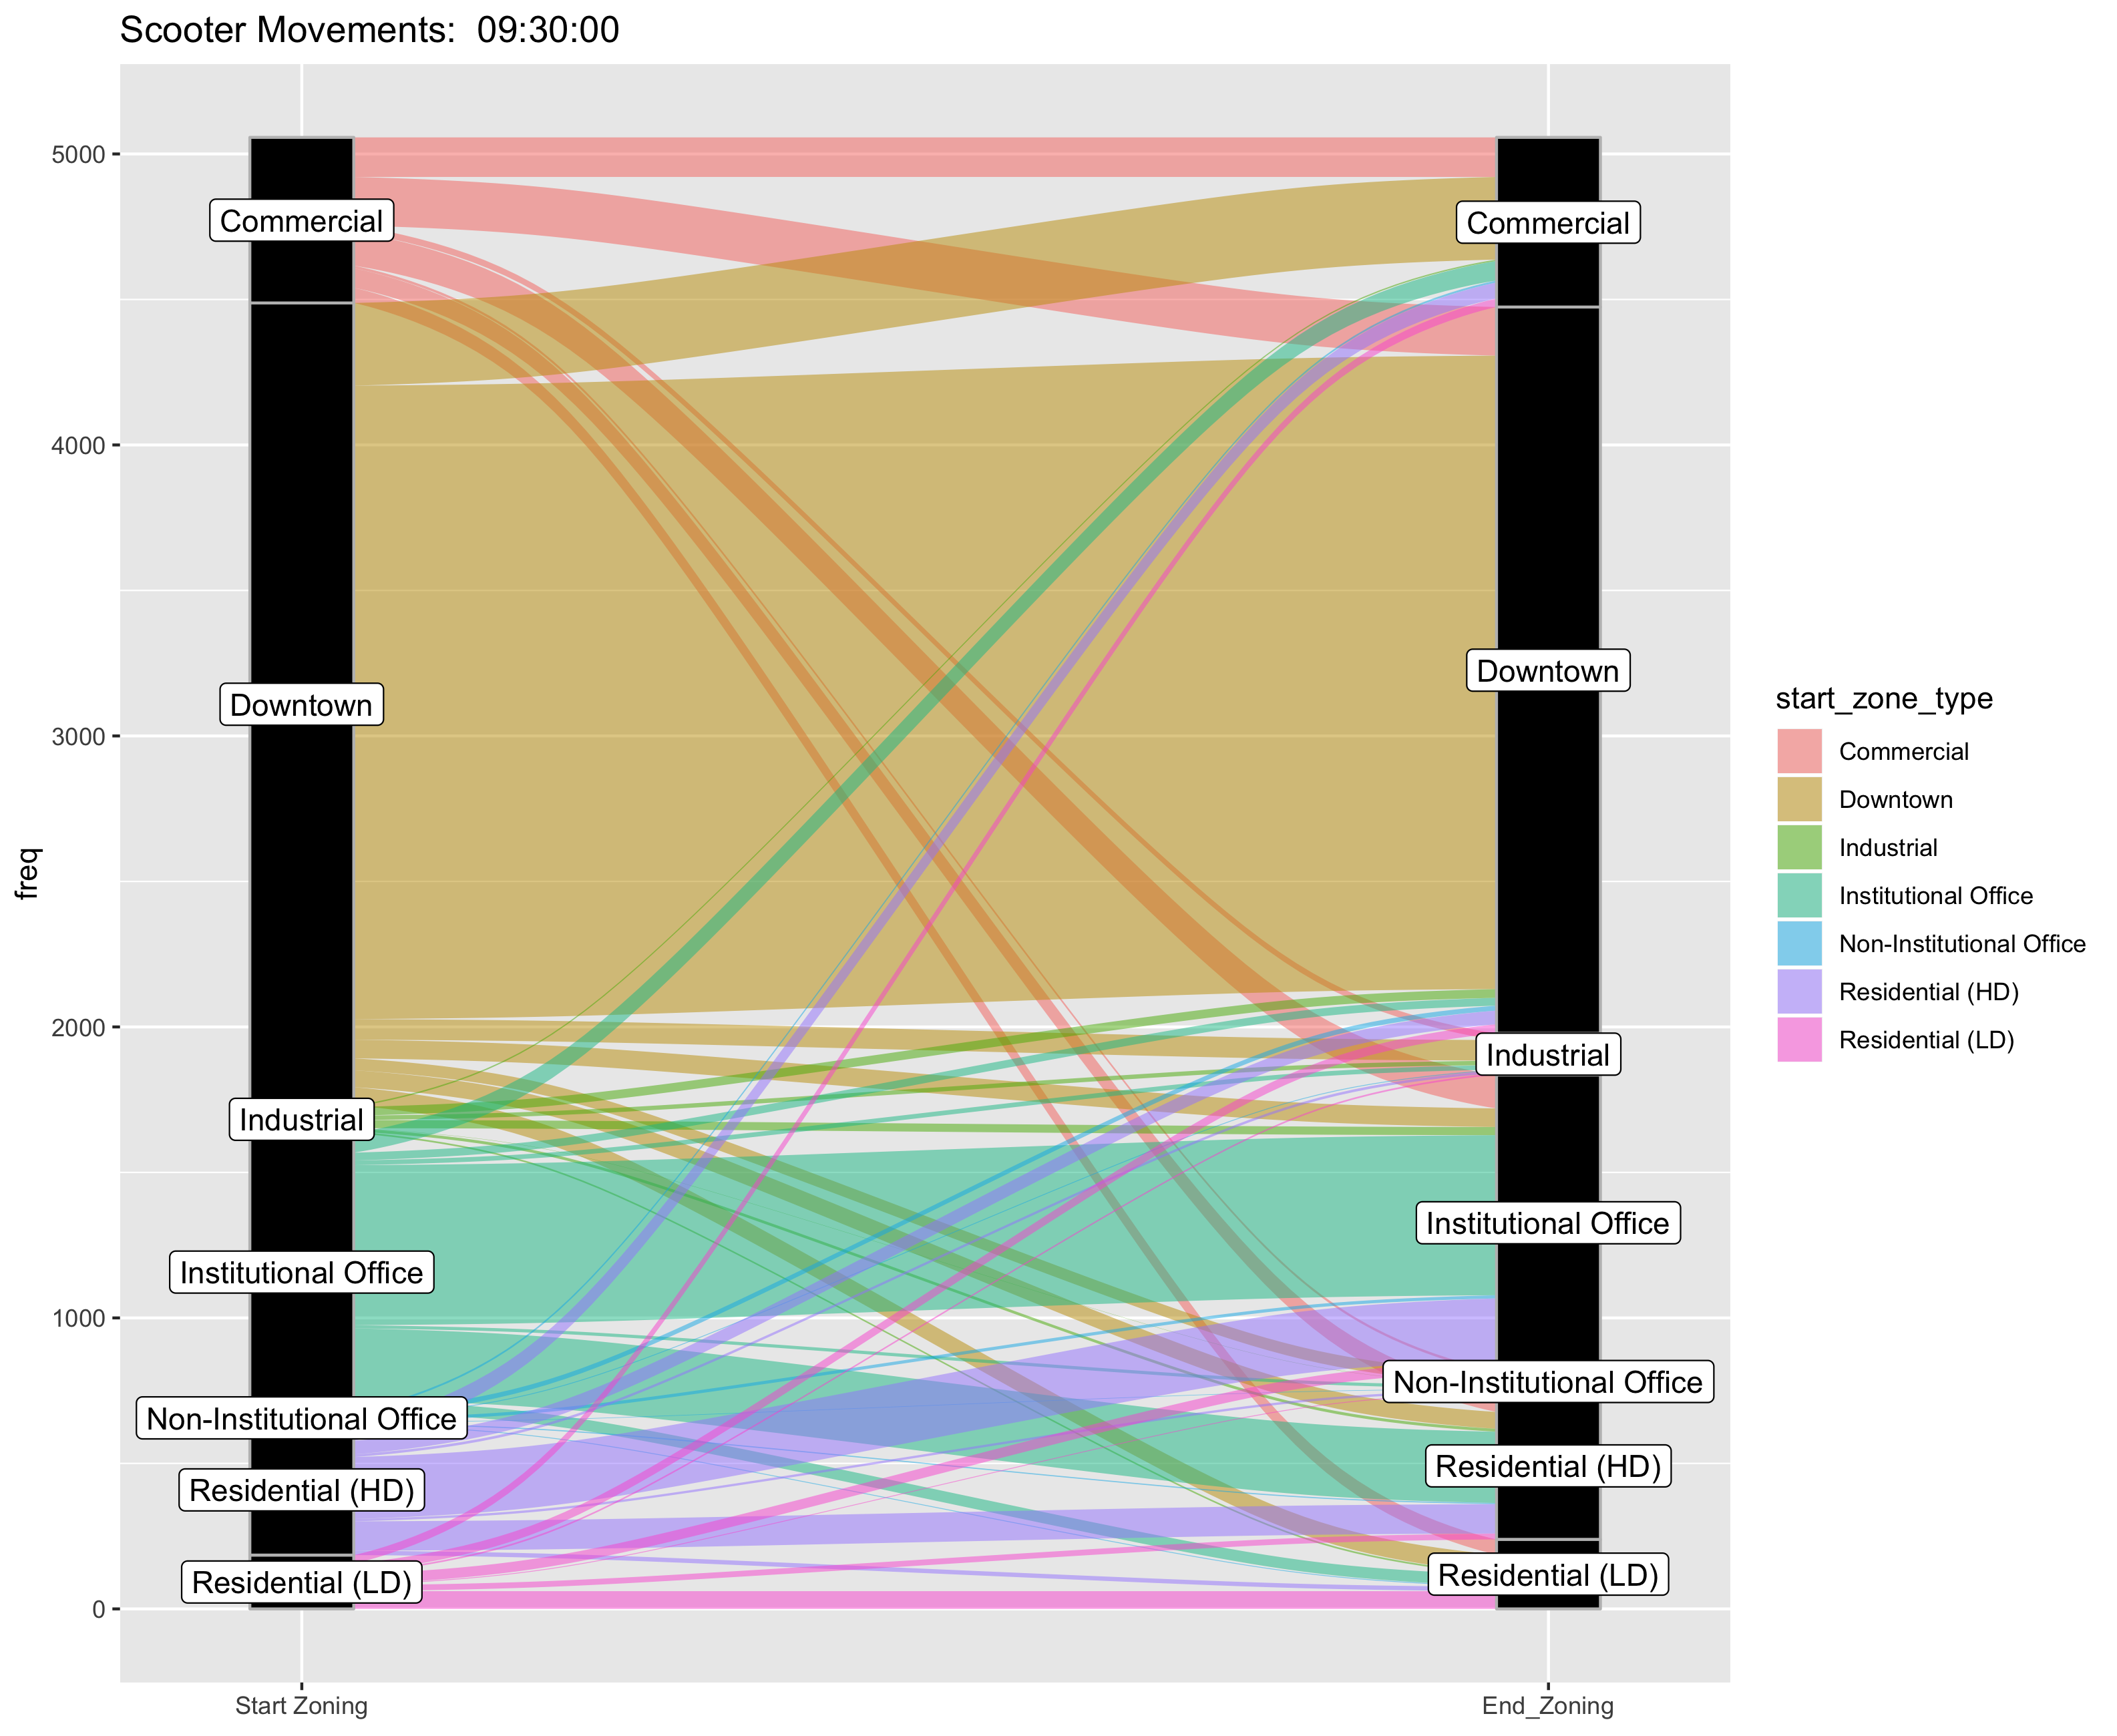 Scooter Movements:  09:30:00
freq
5000
4000
3000
2000
1000
0
Commercial
Downtown
Industrial
Institutional Office
Non-Institutional Office
Residential (HD)
Residential (LD)
Commercial
Downtown
Industrial
Institutional Office
Non-Institutional Office
Residential (HD)
Residential (LD)
Start Zoning
End_Zoning
start_zone_type
Commercial
Downtown
Industrial
Institutional Office
Non-Institutional Office
Residential (HD)
Residential (LD)